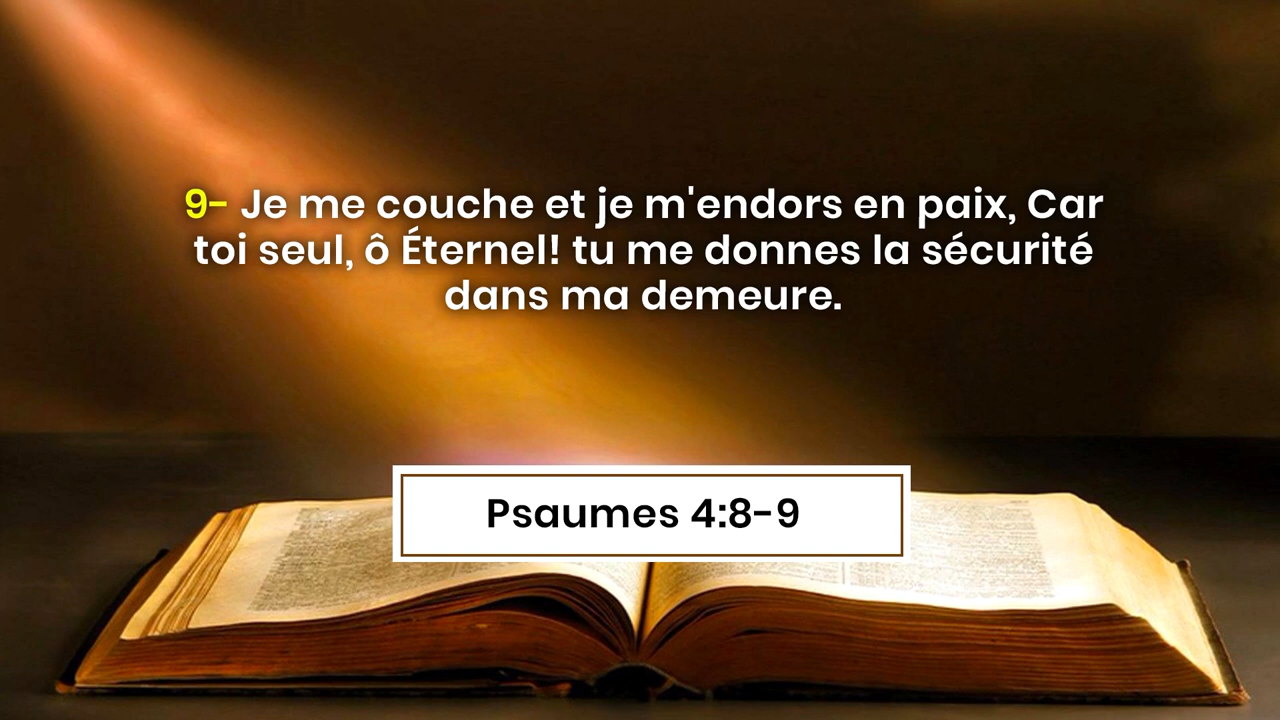 9- Je me couche et je m'endors en paix, Car
toi seul, ô Éternel! tu me donnes la sécurité
dans ma demeure.
Psaumes 4:8-9